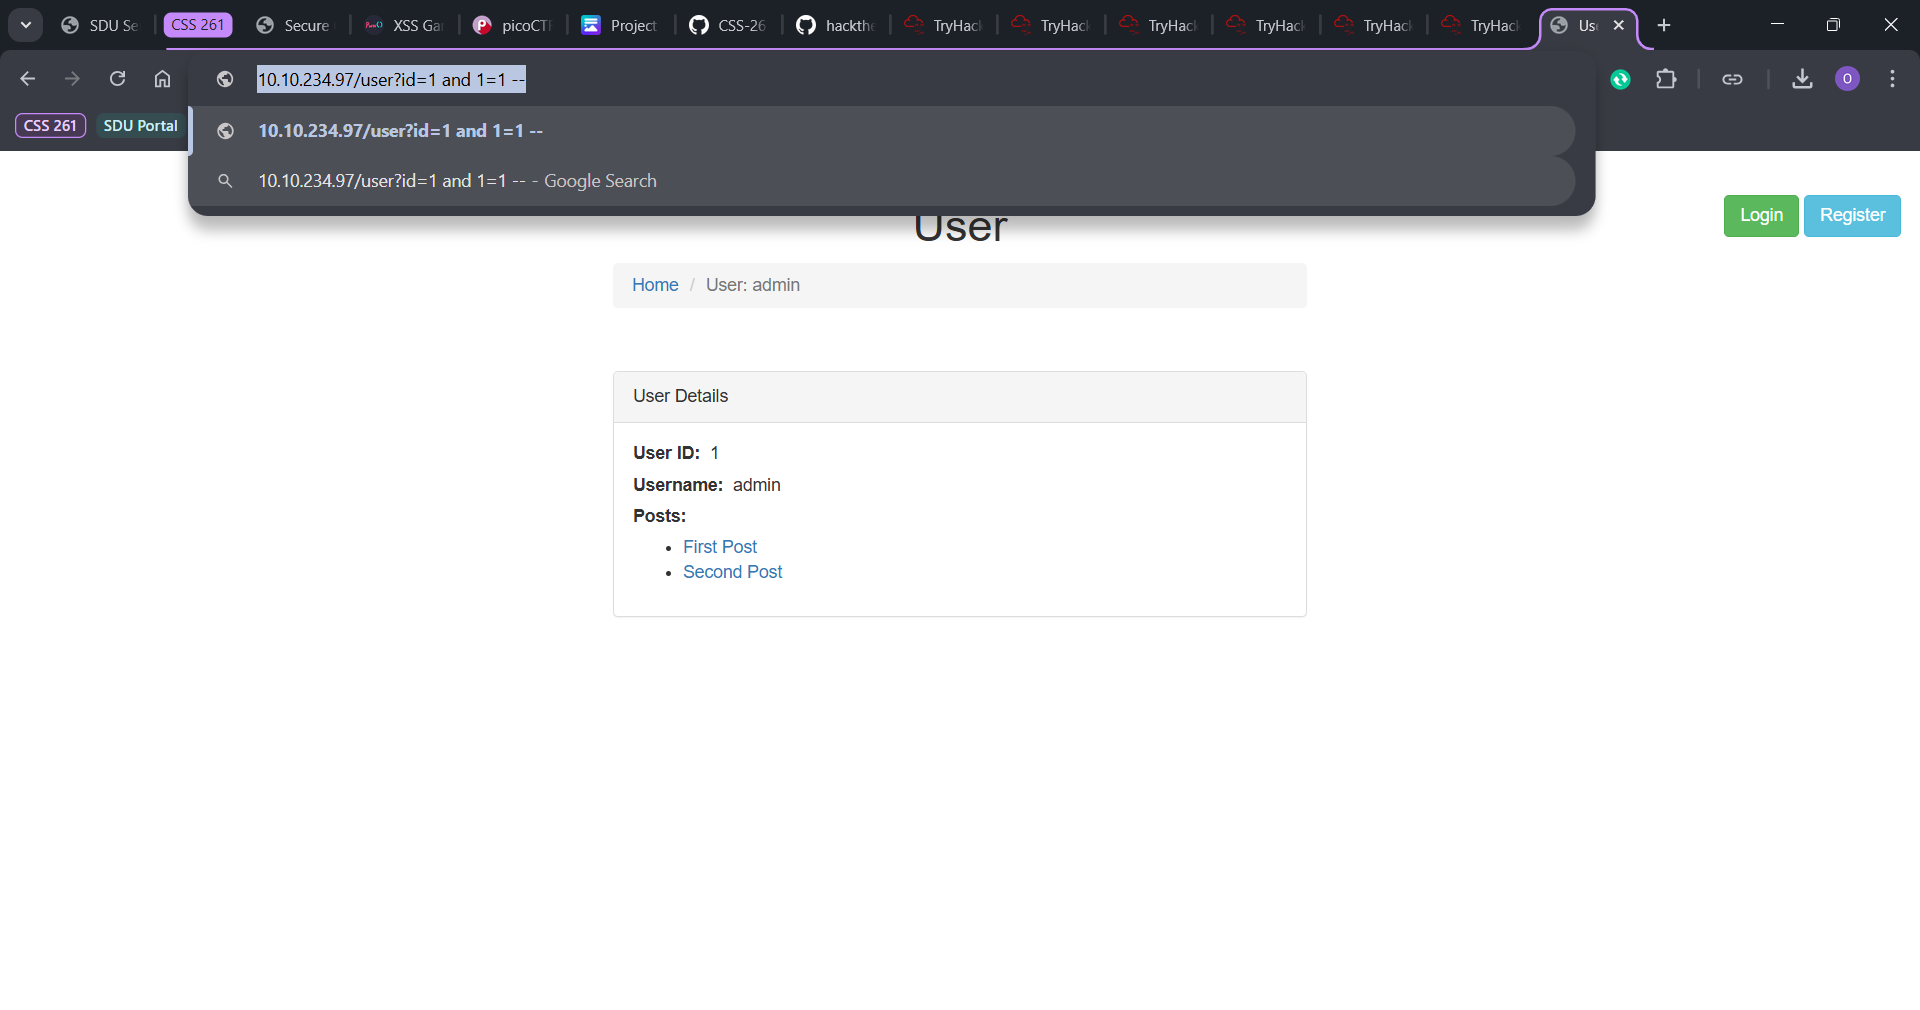 SDU Se
CSS 261
Secure
XSS Ga
picoCTF
Project
CSS-26
hackthe
TryHack
TryHack
TryHack
TryHack
TryHack
TryHack
Us
10.10.234.97/user?id=1 and 1=1 --
O
CSS 261
SDU Portal
10.10.234.97/user?id=1 and 1=1 --
10.10.234.97/user?id=1 and 1=1 -- - Google Search
User
Login
Register
Home / User: admin
User Details
User ID: 1
Username: admin
Posts:
• First Post
• Second Post